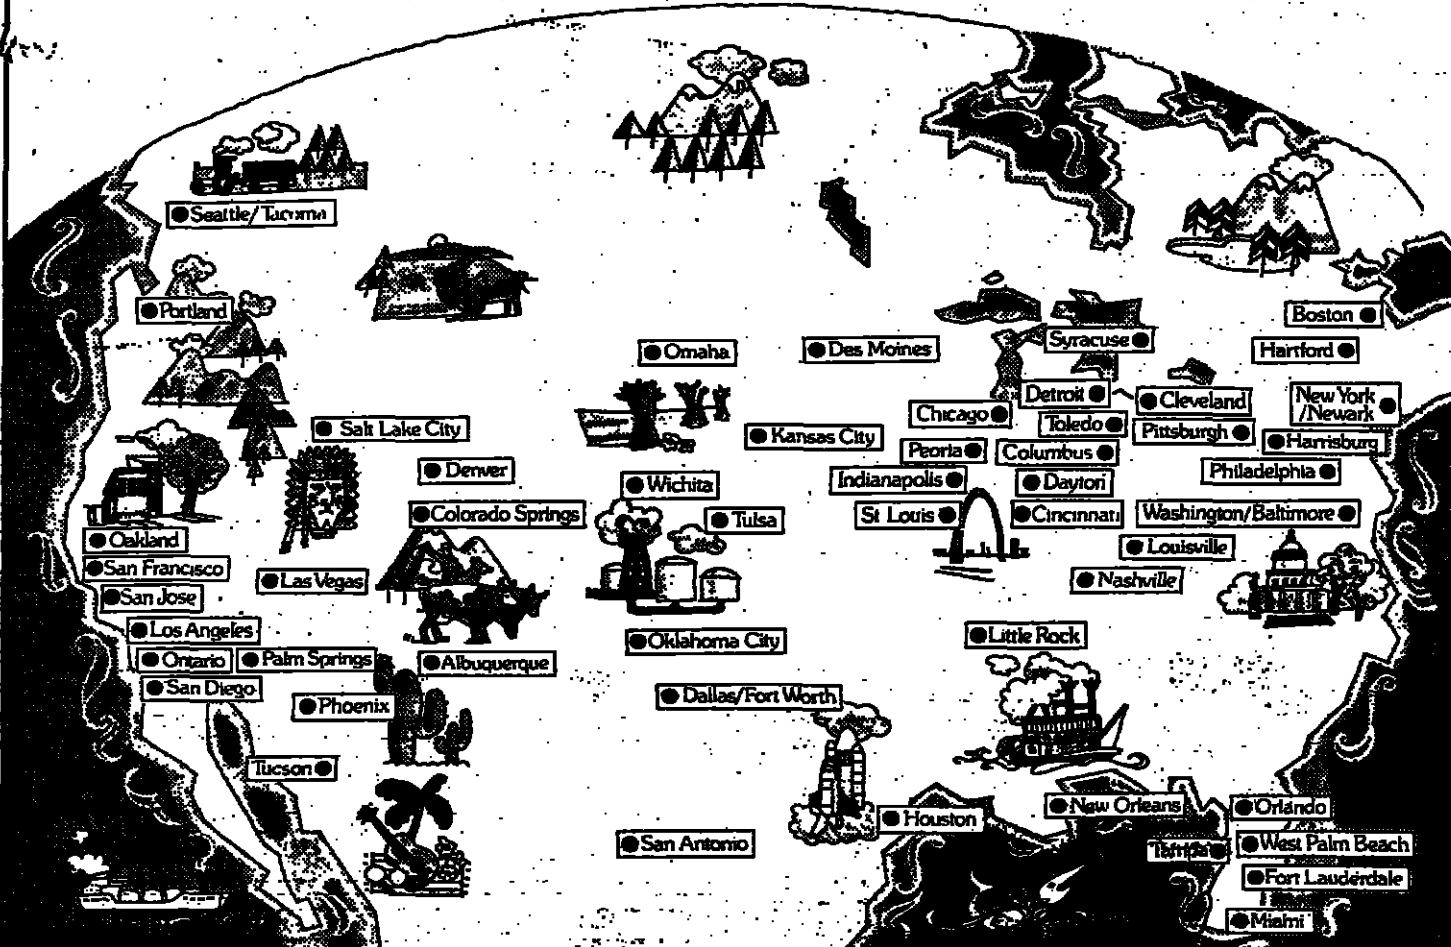 Seattle/Tacoma
Portland
Boston
Syracuse
Hartford
Omaha
Des Moines
Detroit
Cleveland
New York
/Newark
Chicago
Toledo
Pittsburgh
Harrisburg
Salt Lake City
Kansas City
Peoria
Columbus
Philadelphia
Denver
Wichita
Indianapolis
Dayton
Colorado Springs
Tulsa
St Louis
Cincinnati
Washington/Baltimore
Oakland
Louisville
San Francisco
Las Vegas
Nashville
San Jose
Los Angeles
Oklahoma City
Little Rock
Ontario
Palm Springs
Albuquerque
San Diego
Phoenix
Dallas/Fort Worth
Tucson
New Orleans
Orlando
Houston
San Antonio
Tampa
West Palm Beach
Fort Lauderdale
Miami